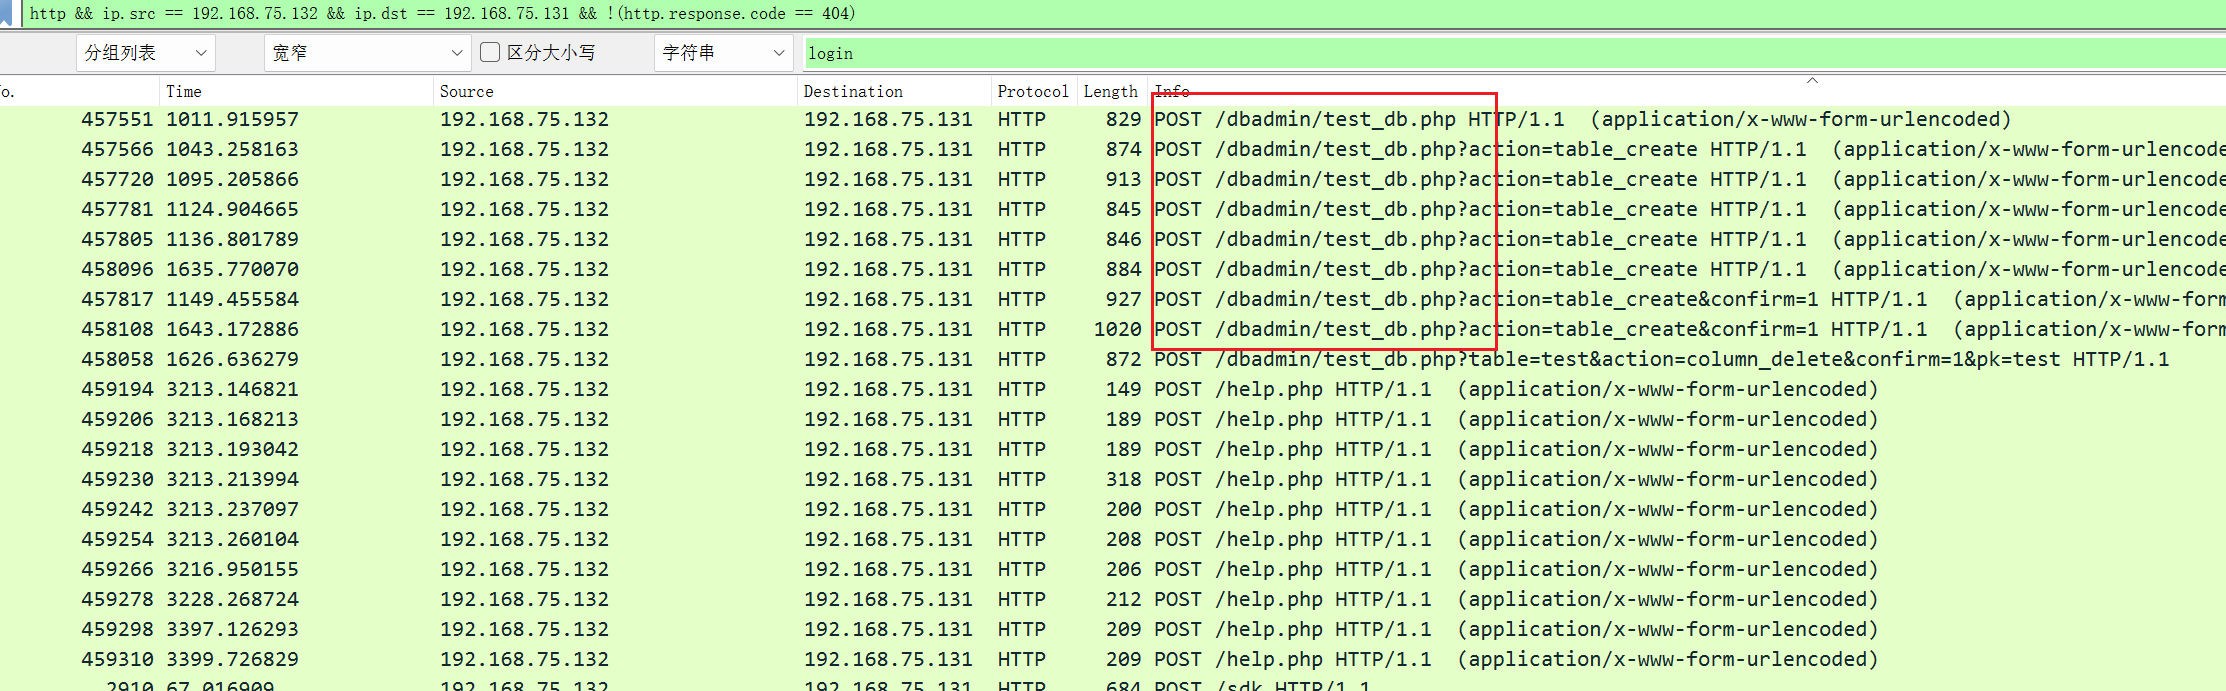 http && ip.src == 192.168.75.132 && ip.dst == 192.168.75.131 && !(http.response.code == 404)
分组列表 宽窄 区分大小写 字符串 login
o. Time Source Destination Protocol Length Info
457551 1011.915957 192.168.75.132 192.168.75.131 HTTP 829 POST /dbadmin/test_db.php HTTP/1.1 (application/x-www-form-urlencoded)
457566 1043.258163 192.168.75.132 192.168.75.131 HTTP 874 POST /dbadmin/test_db.php?action=table_create HTTP/1.1 (application/x-www-form-urlencode
457720 1095.205866 192.168.75.132 192.168.75.131 HTTP 913 POST /dbadmin/test_db.php?action=table_create HTTP/1.1 (application/x-www-form-urlencode
457781 1124.904665 192.168.75.132 192.168.75.131 HTTP 845 POST /dbadmin/test_db.php?action=table_create HTTP/1.1 (application/x-www-form-urlencode
457805 1136.801789 192.168.75.132 192.168.75.131 HTTP 846 POST /dbadmin/test_db.php?action=table_create HTTP/1.1 (application/x-www-form-urlencode
458096 1635.770070 192.168.75.132 192.168.75.131 HTTP 884 POST /dbadmin/test_db.php?action=table_create HTTP/1.1 (application/x-www-form-urlencode
457817 1149.455584 192.168.75.132 192.168.75.131 HTTP 927 POST /dbadmin/test_db.php?action=table_create&confirm=1 HTTP/1.1 (application/x-www-form
458108 1643.172886 192.168.75.132 192.168.75.131 HTTP 1020 POST /dbadmin/test_db.php?action=table_create&confirm=1 HTTP/1.1 (application/x-www-form
458058 1626.636279 192.168.75.132 192.168.75.131 HTTP 872 POST /dbadmin/test_db.php?table=test&action=column_delete&confirm=1&pk=test HTTP/1.1
459194 3213.146821 192.168.75.132 192.168.75.131 HTTP 149 POST /help.php HTTP/1.1 (application/x-www-form-urlencoded)
459206 3213.168213 192.168.75.132 192.168.75.131 HTTP 189 POST /help.php HTTP/1.1 (application/x-www-form-urlencoded)
459218 3213.193042 192.168.75.132 192.168.75.131 HTTP 189 POST /help.php HTTP/1.1 (application/x-www-form-urlencoded)
459230 3213.213994 192.168.75.132 192.168.75.131 HTTP 318 POST /help.php HTTP/1.1 (application/x-www-form-urlencoded)
459242 3213.237097 192.168.75.132 192.168.75.131 HTTP 200 POST /help.php HTTP/1.1 (application/x-www-form-urlencoded)
459254 3213.260104 192.168.75.132 192.168.75.131 HTTP 208 POST /help.php HTTP/1.1 (application/x-www-form-urlencoded)
459266 3216.950155 192.168.75.132 192.168.75.131 HTTP 206 POST /help.php HTTP/1.1 (application/x-www-form-urlencoded)
459278 3228.268724 192.168.75.132 192.168.75.131 HTTP 212 POST /help.php HTTP/1.1 (application/x-www-form-urlencoded)
459298 3397.126293 192.168.75.132 192.168.75.131 HTTP 209 POST /help.php HTTP/1.1 (application/x-www-form-urlencoded)
459310 3399.726829 192.168.75.132 192.168.75.131 HTTP 209 POST /help.php HTTP/1.1 (application/x-www-form-urlencoded)
2910 67.016909 192.168.75.132 192.168.75.131 HTTP 684 POST /sdk HTTP/1.1